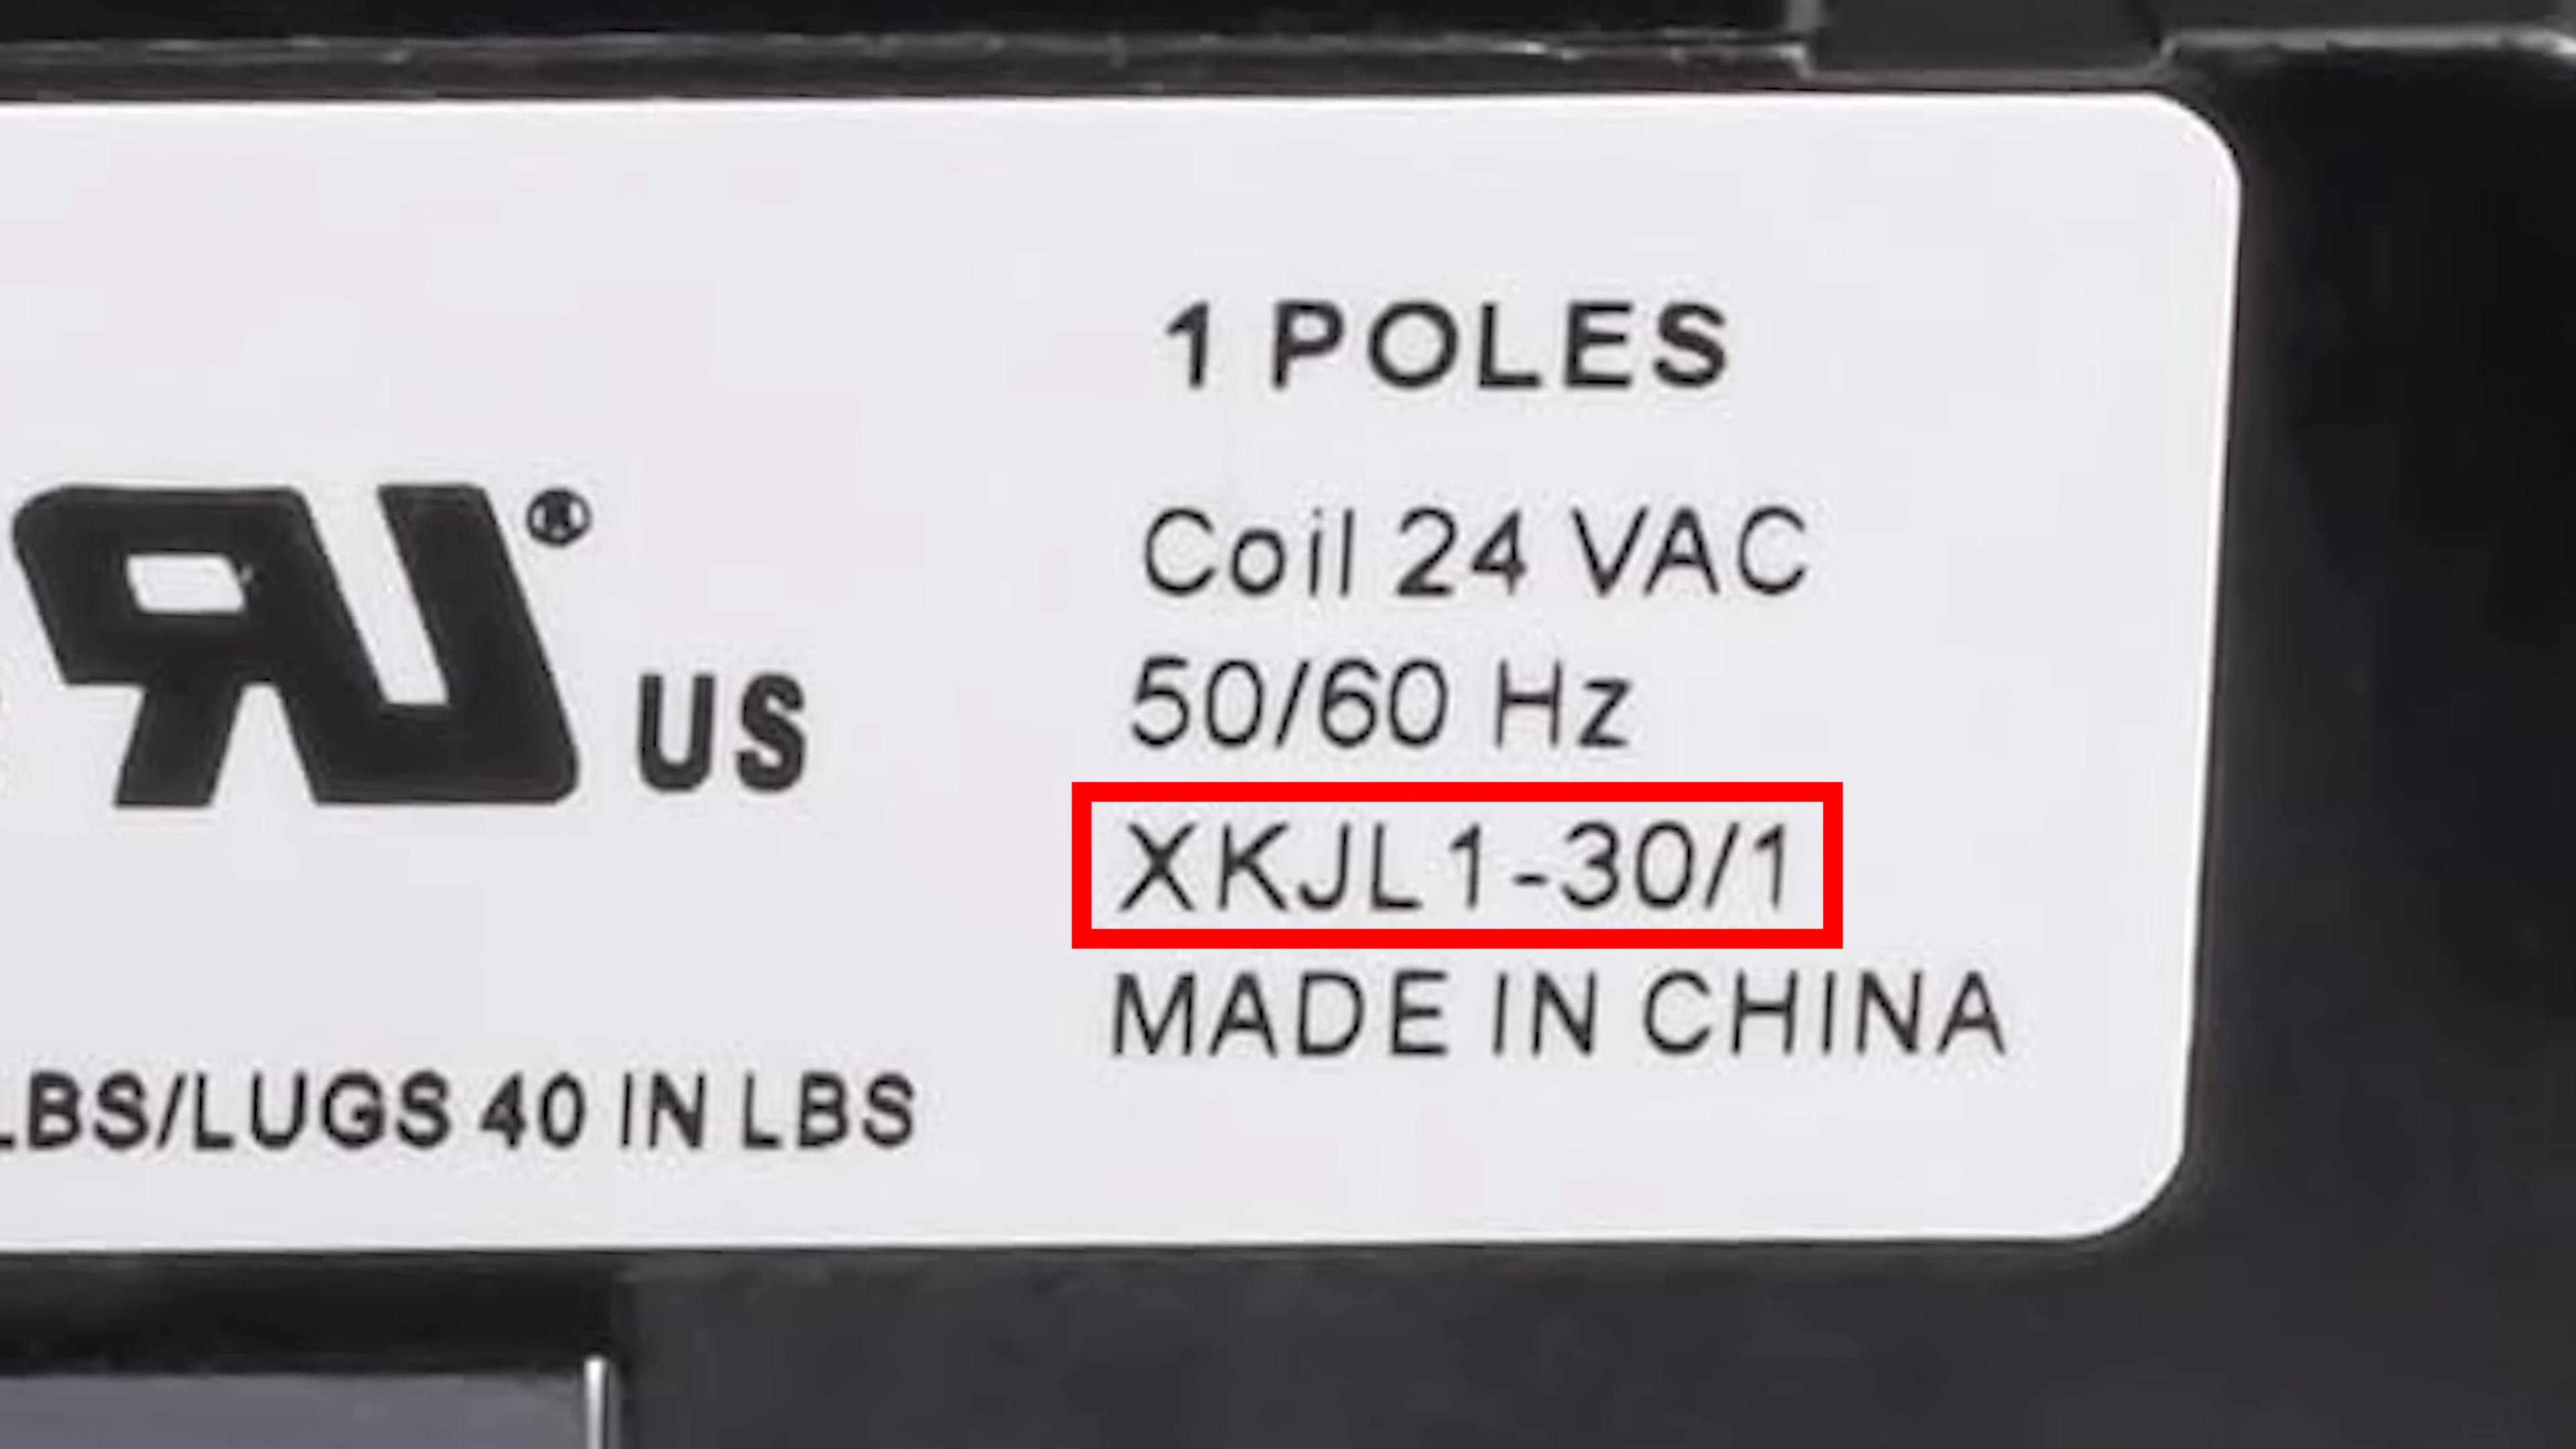 1 POLES
Coil 24 VAC
50/60 Hz
XKJL1-30/1
MADE IN CHINA
RU® US
LBS/LUGS 40 IN LBS